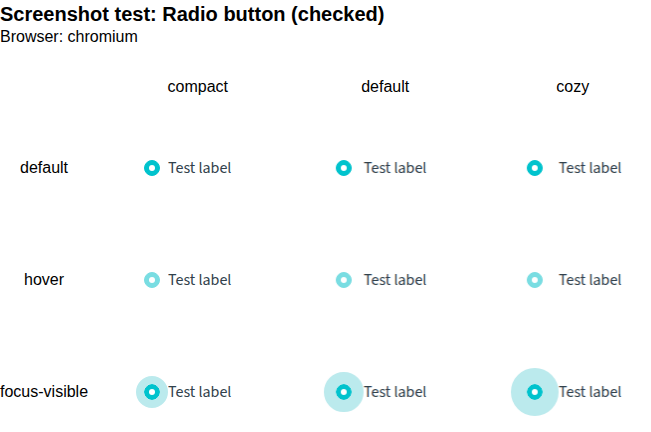 Screenshot test: Radio button (checked)
Browser: chromium
compact default cozy
default Test label Test label Test label
hover Test label Test label Test label
focus-visible Test label Test label Test label